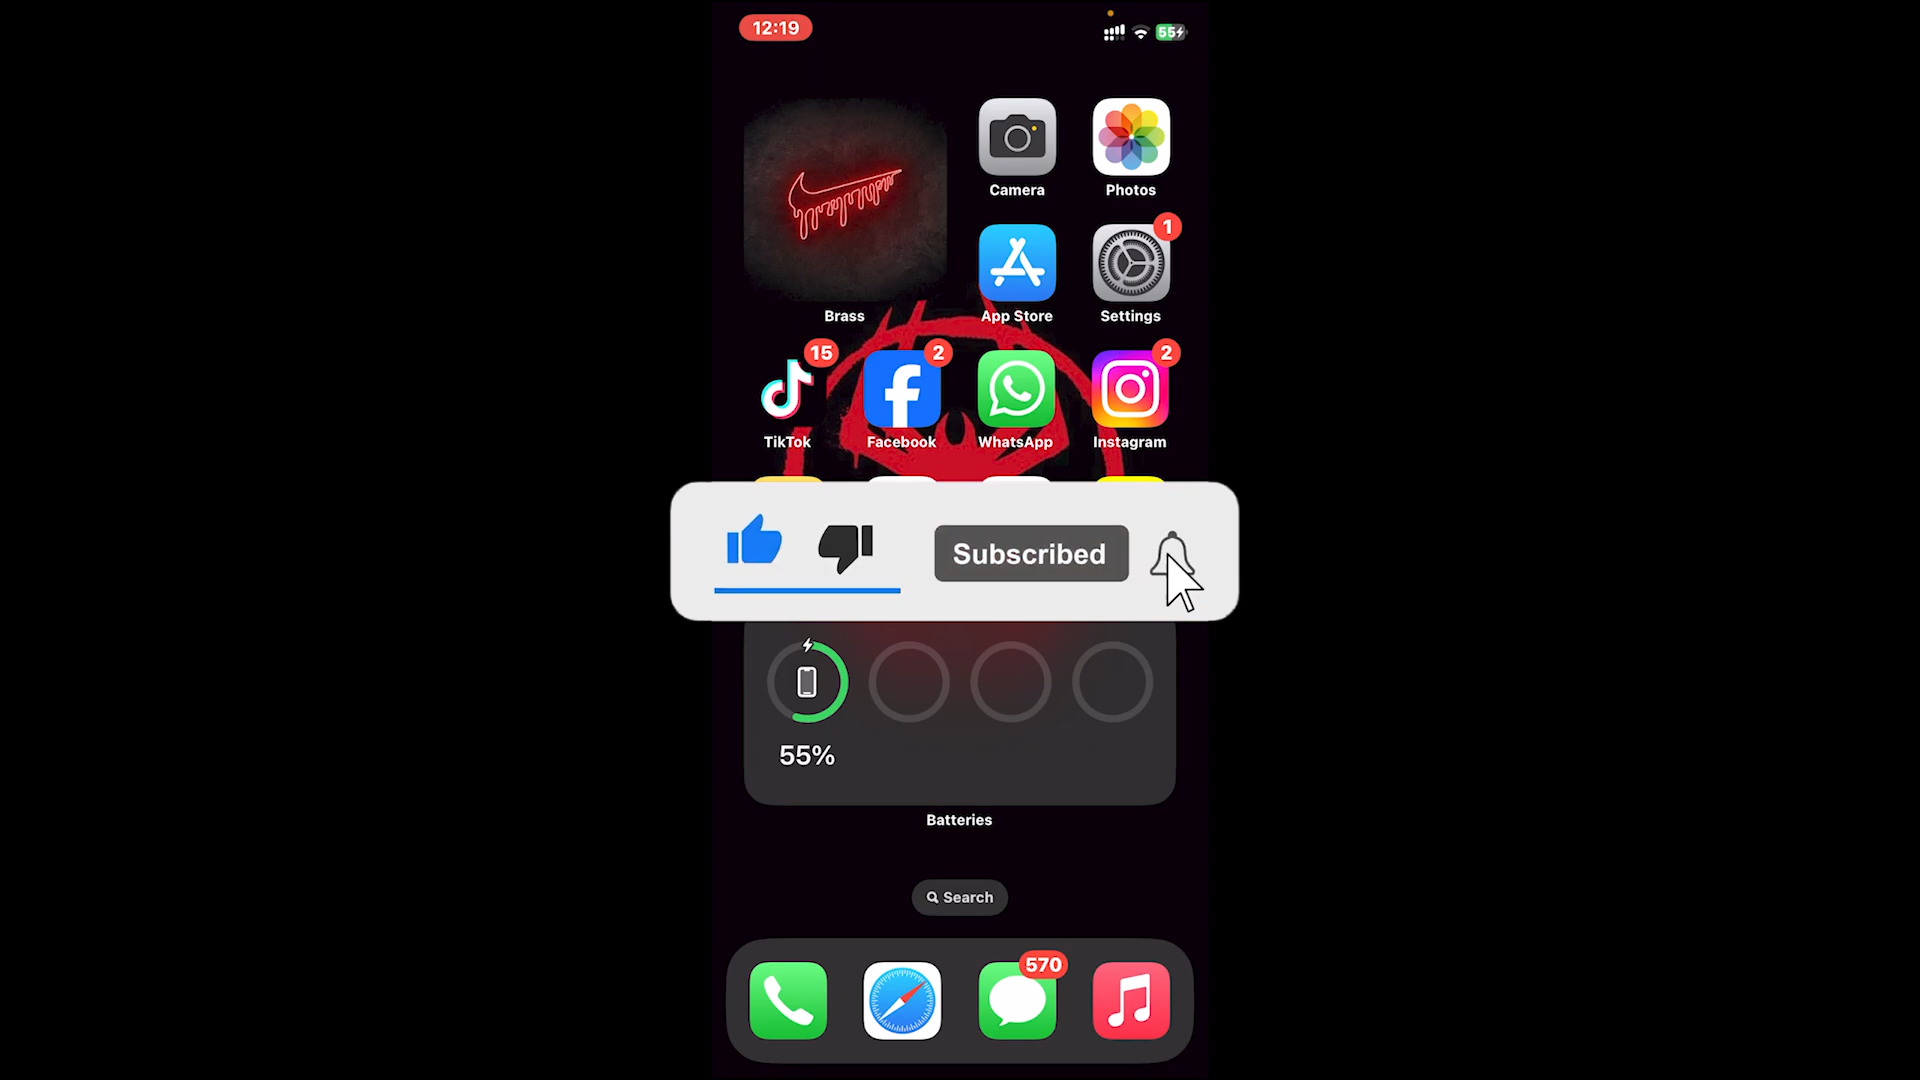 12:19
55
Camera
Photos
1
Brass
App Store
Settings
15
2
2
TikTok
Facebook
WhatsApp
Instagram
Subscribed
55%
Batteries
Search
570